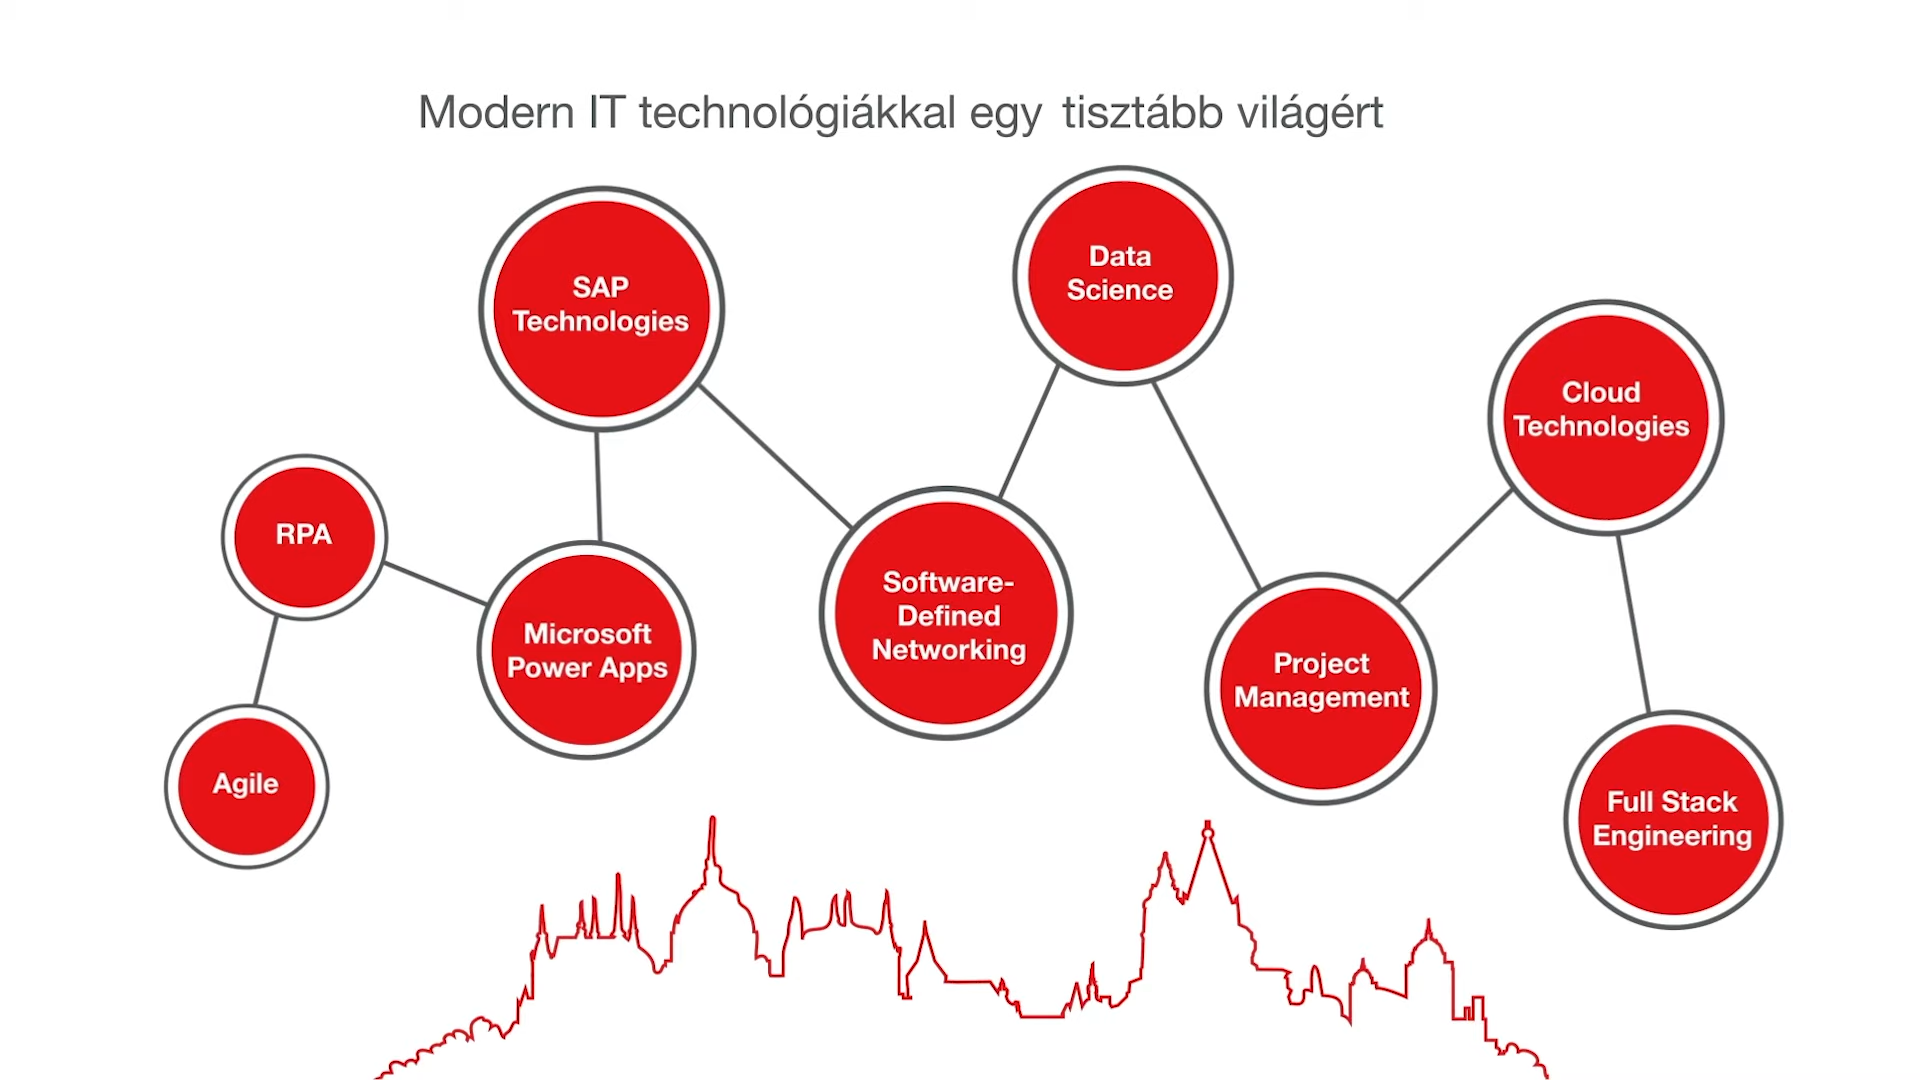 Modern IT technológiákkal egy tisztább világért
SAP
Technologies
Data
Science
Cloud
Technologies
RPA
Microsoft
Power Apps
Software-
Defined
Networking
Project
Management
Agile
Full Stack
Engineering